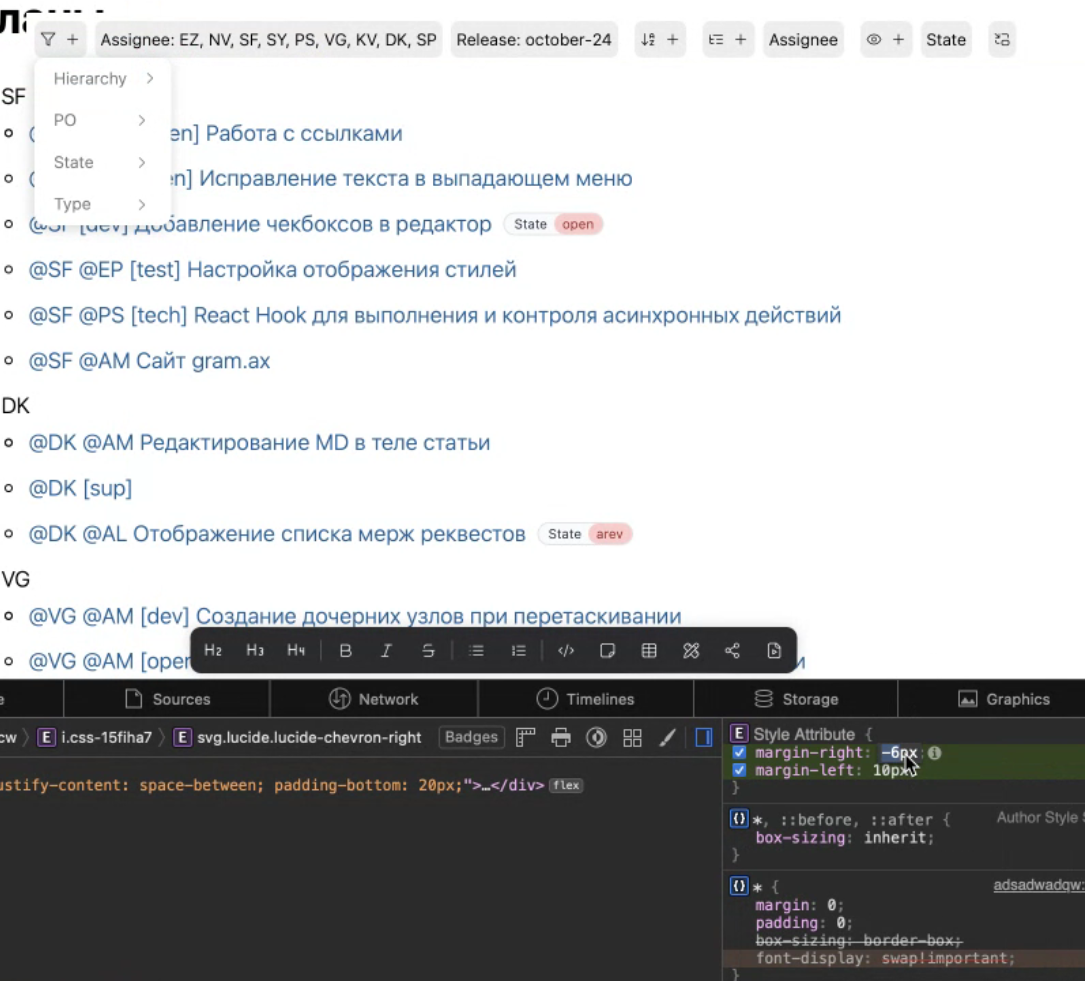 Assignee: EZ, NV, SF, SY, PS, VG, KV, DK, SP Release: october-24 Assignee State
Hierarchy
SF
PO
en] Работа с ссылками
State
en] Исправление текста в выпадающем меню
Type
@SF [dev] Добавление чекбоксов в редактор State open
@SF @EP [test] Настройка отображения стилей
@SF @PS [tech] React Hook для выполнения и контроля асинхронных действий
@SF @AM Сайт gram.ax
DK
@DK @AM Редактирование MD в теле статьи
@DK [sup]
@DK @AL Отображение списка мерж реквестов State arev
VG
@VG @AM [dev] Создание дочерних узлов при перетаскивании
H2 H3 H4 B I S
@VG @AM [oper
и
e Sources Network Timelines Storage Graphics
cw E i.css-15fiha7 E svg.lucide.lucide-chevron-right Badges
ustify-content: space-between; padding-bottom: 20px;">…</div> flex
E Style Attribute {
margin-right: -6px;
margin-left: 10px;
}
*, ::before, ::after { Author Style S
box-sizing: inherit;
}
* { adsadwadqw:
margin: 0;
padding: 0;
box-sizing: border-box;
font-display: swap!important;
}